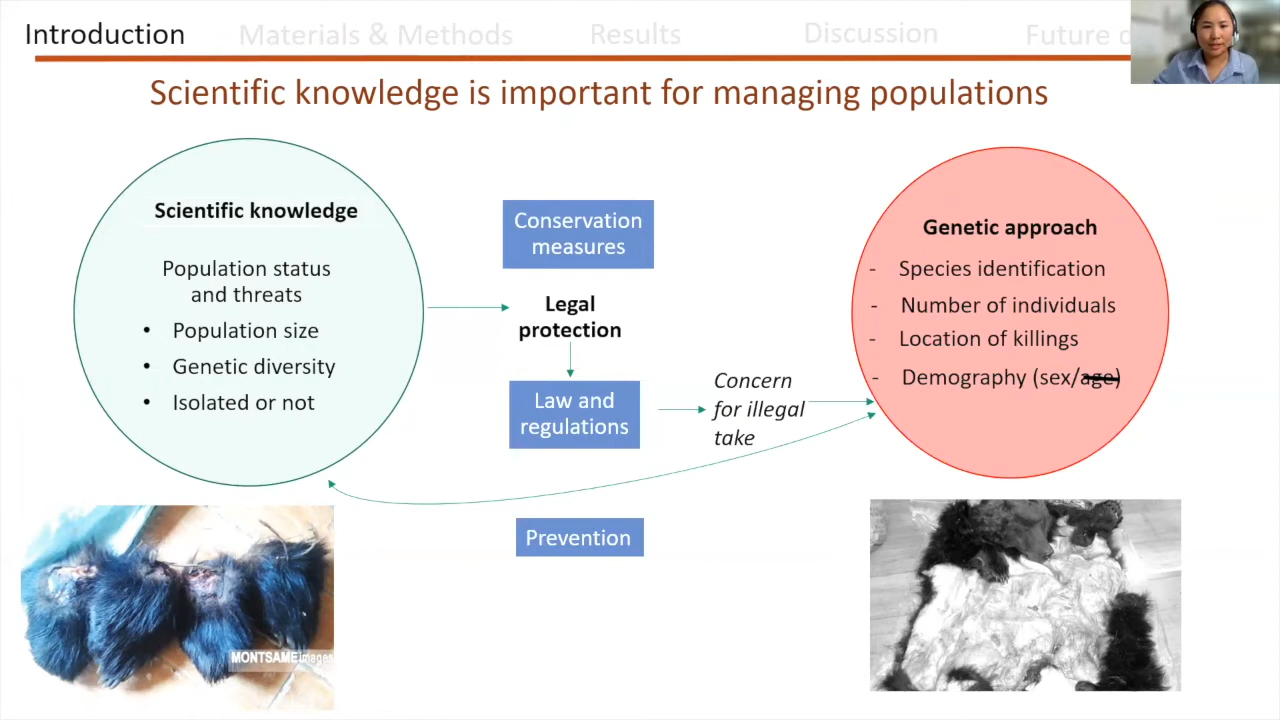 Introduction
Materials & Methods
Results
Discussion
Future
Scientific knowledge is important for managing populations
Scientific knowledge
Population status
and threats
• Population size
• Genetic diversity
• Isolated or not
Conservation
measures
Legal
protection
Law and
regulations
Concern
for illegal
take
Prevention
Genetic approach
- Species identification
- Number of individuals
- Location of killings
- Demography (sex/age)
MONTSAME images